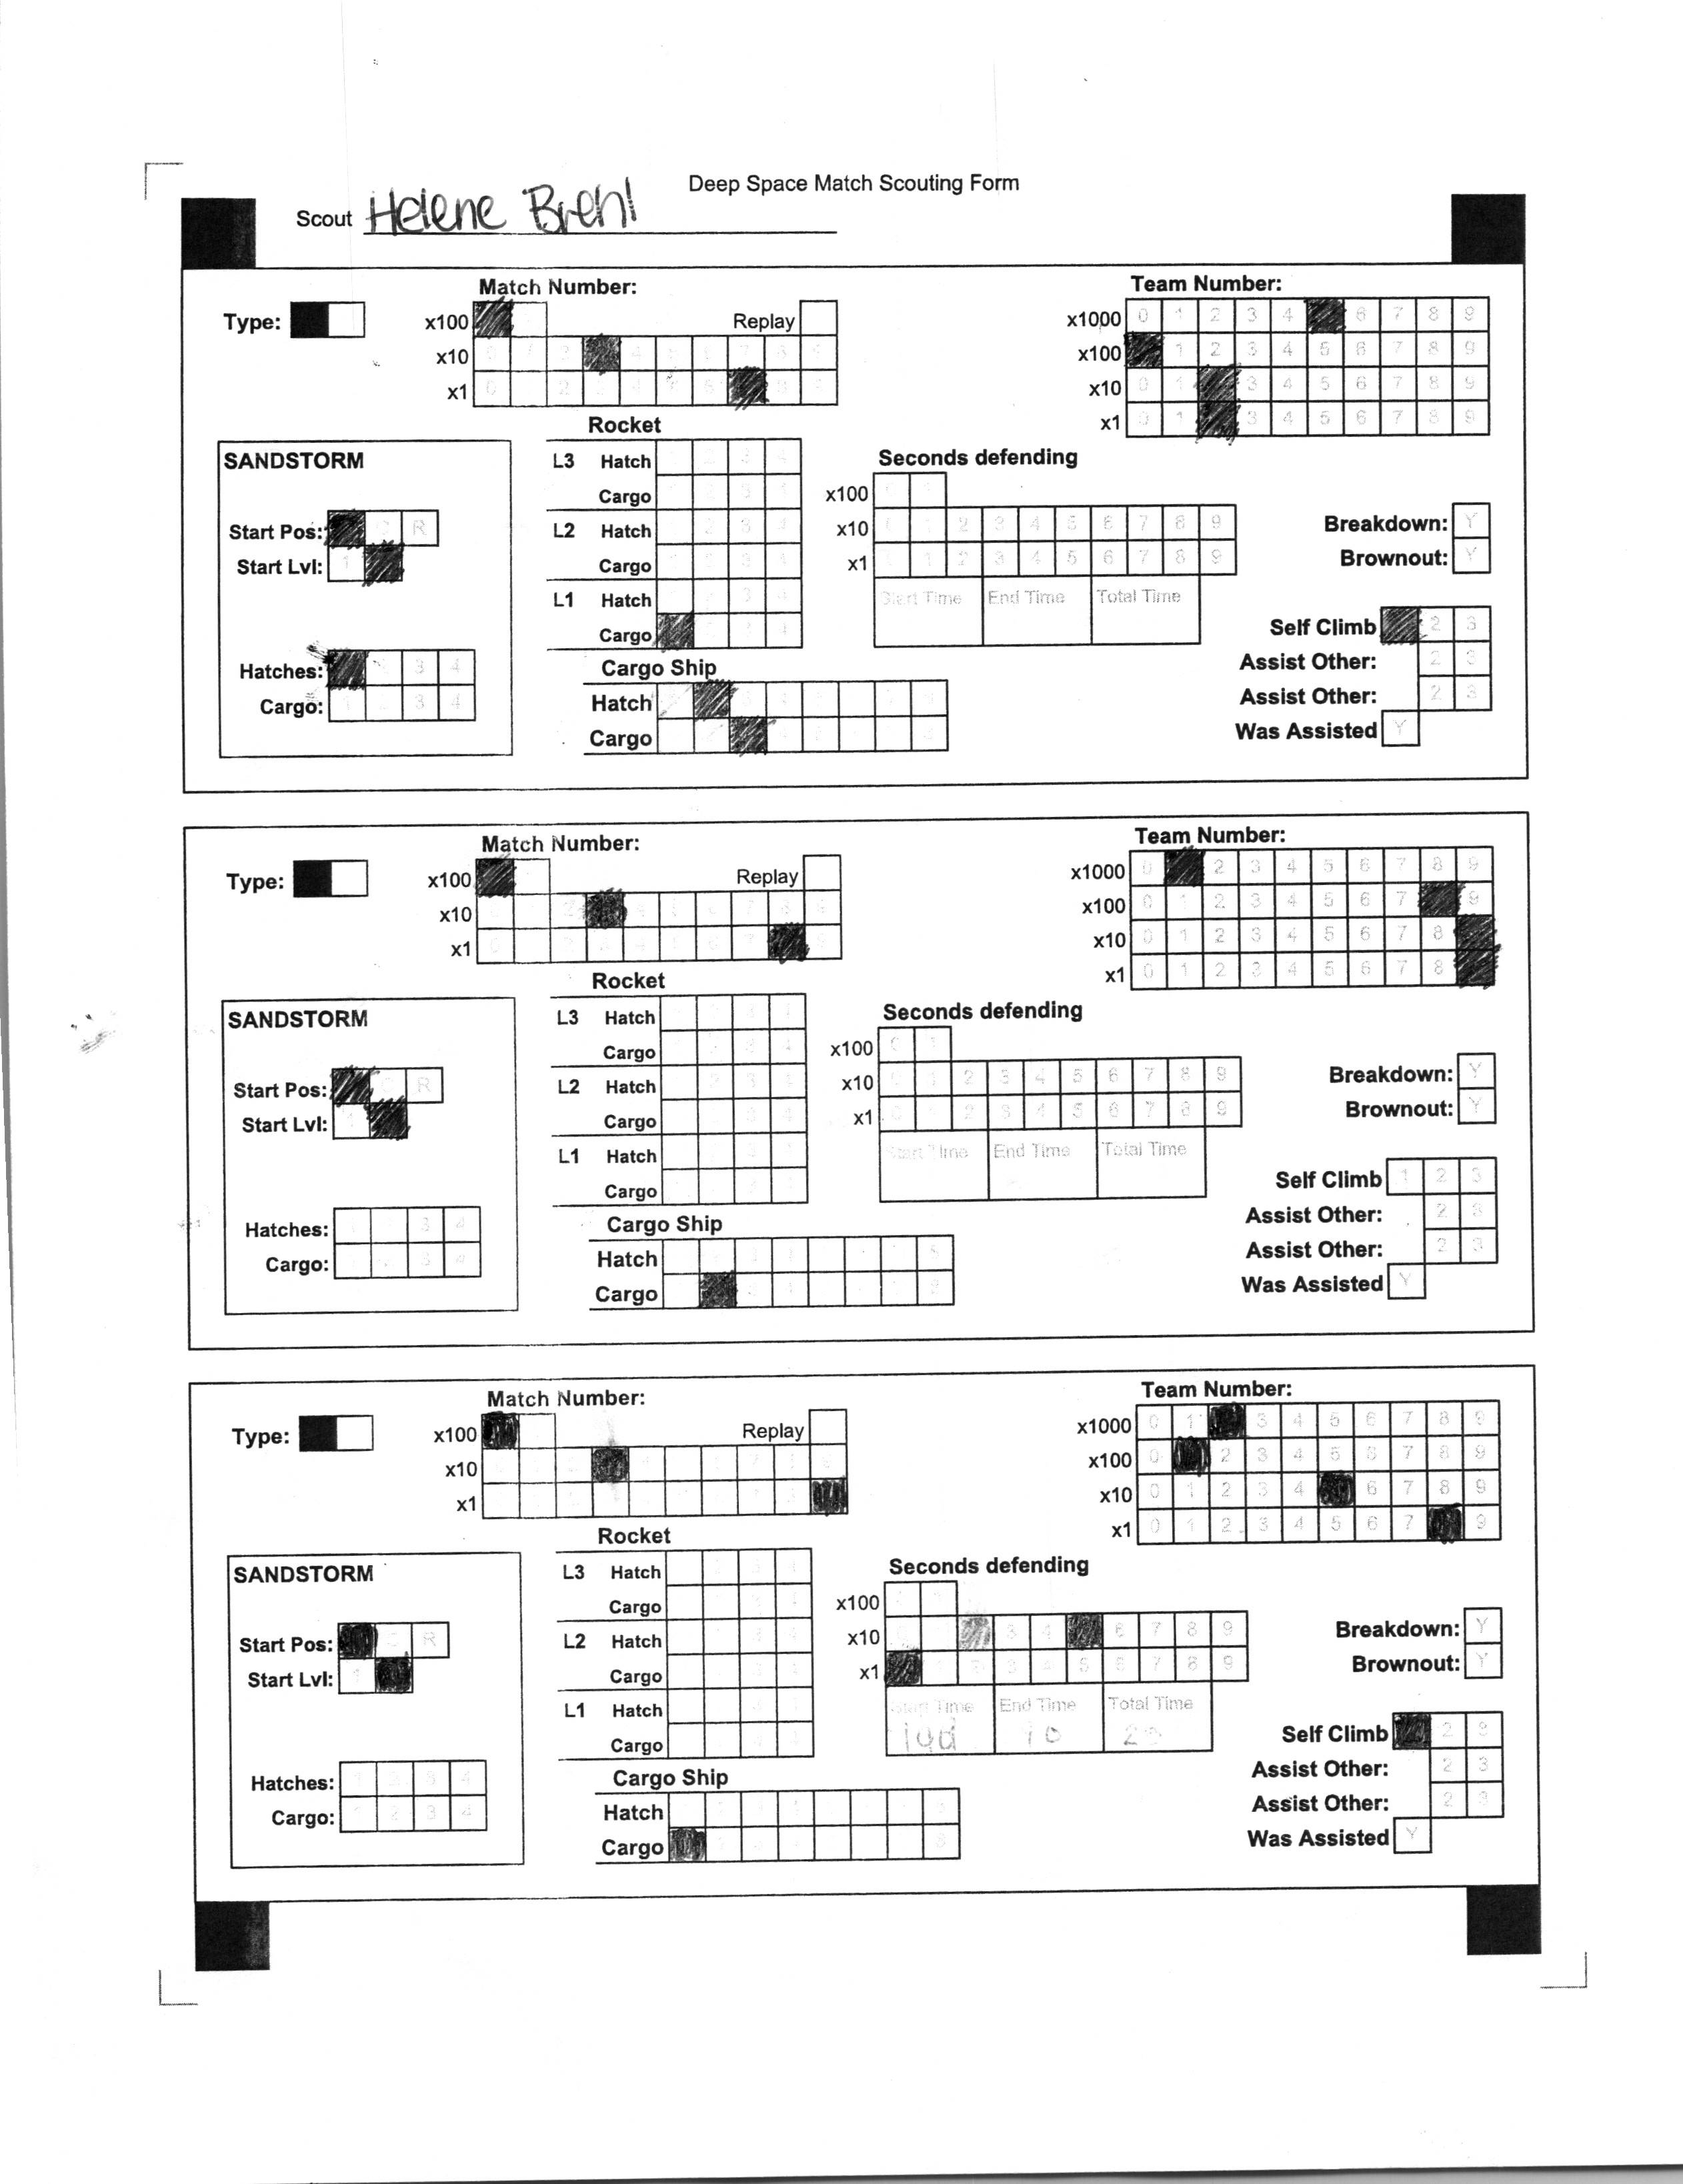 Deep Space Match Scouting Form
Scout Helene Brehl
Match Number:
Team Number:
Type:
x100
Replay
x10
x1
x1000 0 1 2 3 4 6 7 8 9
x100 1 2 3 4 5 6 7 8 9
x10 0 1 3 4 5 6 7 8 9
x1 0 1 3 4 5 6 7 8 9
SANDSTORM
Start Pos: R
Start Lvl: 1
Hatches: 3 4
Cargo: 3 4
Rocket
L3 Hatch
Cargo
L2 Hatch
Cargo
L1 Hatch
Cargo
Cargo Ship
Hatch
Cargo
Seconds defending
x100
x10 2 3 4 5 6 7 8 9
x1 1 2 3 4 5 6 7 8 9
Start Time End Time Total Time
Breakdown: Y
Brownout: Y
Self Climb 2 3
Assist Other: 2 3
Assist Other: 2 3
Was Assisted Y
Match Number:
Team Number:
Type:
x100
Replay
x10
x1
x1000 0 2 3 4 5 6 7 8 9
x100 0 1 2 3 4 5 6 7 9
x10 0 1 2 3 4 5 6 7 8
x1 0 1 2 3 4 5 6 7 8
SANDSTORM
Start Pos: R
Start Lvl:
Hatches: 3 4
Cargo: 3 4
Rocket
L3 Hatch
Cargo
L2 Hatch
Cargo
L1 Hatch
Cargo
Cargo Ship
Hatch
Cargo
Seconds defending
x100
x10 2 3 4 5 6 7 8 9
x1 2 3 4 5 6 7 8 9
Start Time End Time Total Time
Breakdown: Y
Brownout: Y
Self Climb 1 2 3
Assist Other: 2 3
Assist Other: 2 3
Was Assisted Y
Match Number:
Team Number:
Type:
x100
Replay
x10
x1
x1000 0 1 3 4 5 6 7 8 9
x100 0 2 3 4 5 6 7 8 9
x10 0 1 2 3 4 6 7 8 9
x1 0 1 2 3 4 5 6 7 9
SANDSTORM
Start Pos: R
Start Lvl: 1
Hatches: 1 2 3 4
Cargo: 1 2 3 4
Rocket
L3 Hatch
Cargo
L2 Hatch
Cargo
L1 Hatch
Cargo
Cargo Ship
Hatch
Cargo
Seconds defending
x100
x10 3 4 6 7 8 9
x1 2 3 4 5 6 7 8 9
Start Time End Time Total Time
10
Breakdown: Y
Brownout: Y
Self Climb 2 3
Assist Other: 2 3
Assist Other: 2 3
Was Assisted Y